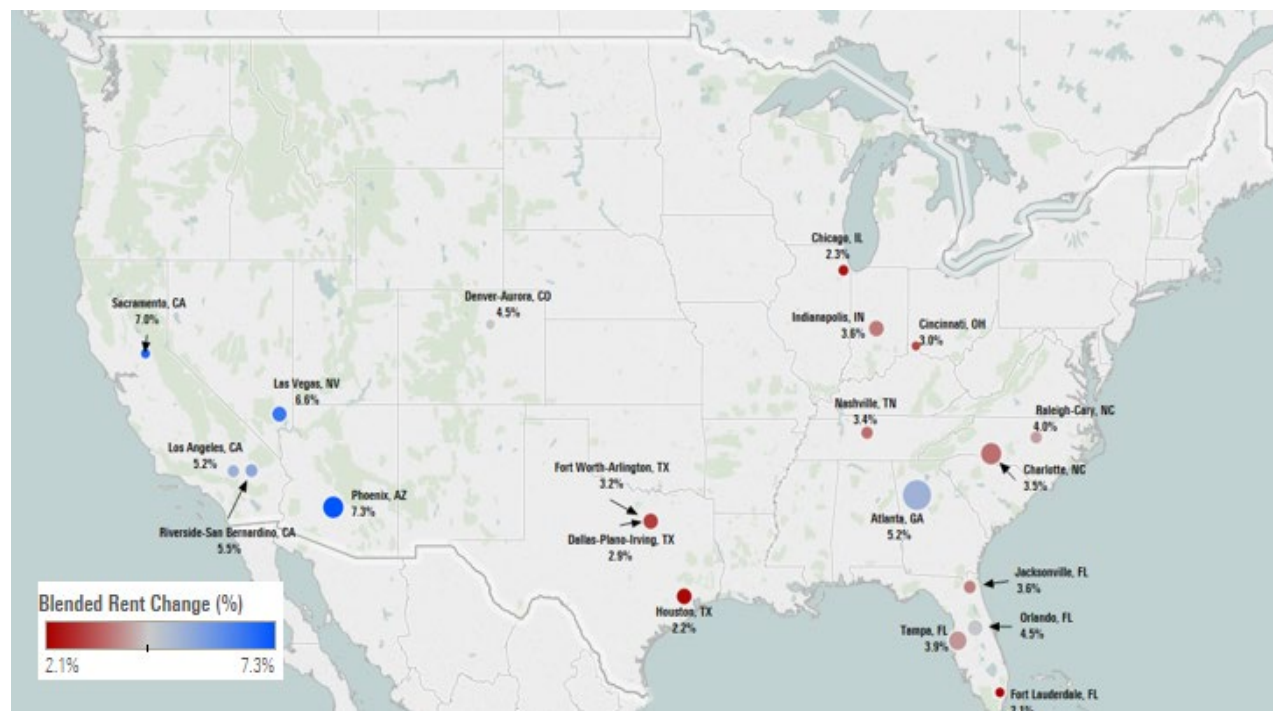 Chicago, IL
2.3%
Sacramento, CA
7.0%
Denver-Aurora, CO
4.5%
Indianapolis, IN
3.6%
Cincinnati, OH
3.0%
Las Vegas, NV
6.6%
Nashville, TN
3.4%
Raleigh-Cary, NC
4.0%
Los Angeles, CA
5.2%
Fort Worth-Arlington, TX
3.2%
Charlotte, NC
3.5%
Phoenix, AZ
7.3%
Riverside-San Bernardino, CA
5.5%
Dallas-Plano-Irving, TX
2.9%
Atlanta, GA
5.2%
Jacksonville, FL
3.6%
Houston, TX
2.2%
Orlando, FL
4.5%
Tampa, FL
3.9%
Fort Lauderdale, FL
2.1%
Blended Rent Change (%)
2.1% 7.3%